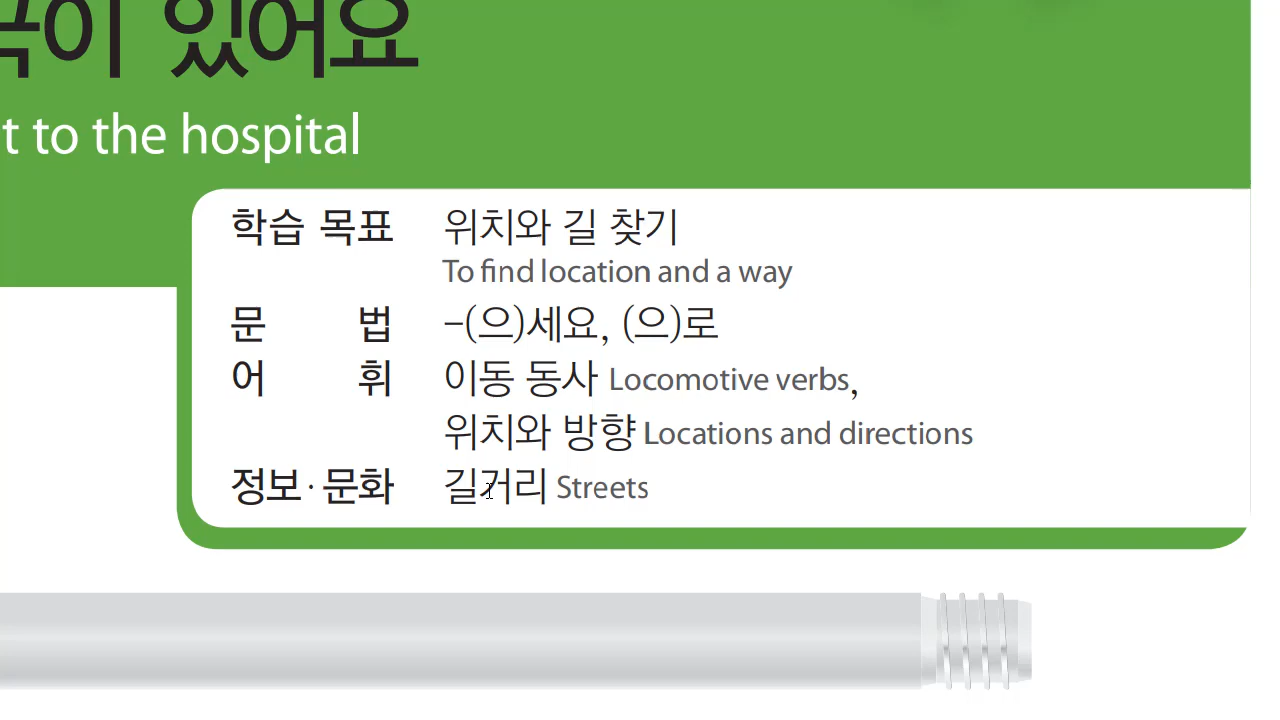 이 있어요
to the hospital
학습 목표 위치와 길 찾기
To find location and a way
문 법 –(으)세요, (으)로
어 휘 이동 동사 Locomotive verbs,
위치와 방향 Locations and directions
정보·문화 길거리 Streets